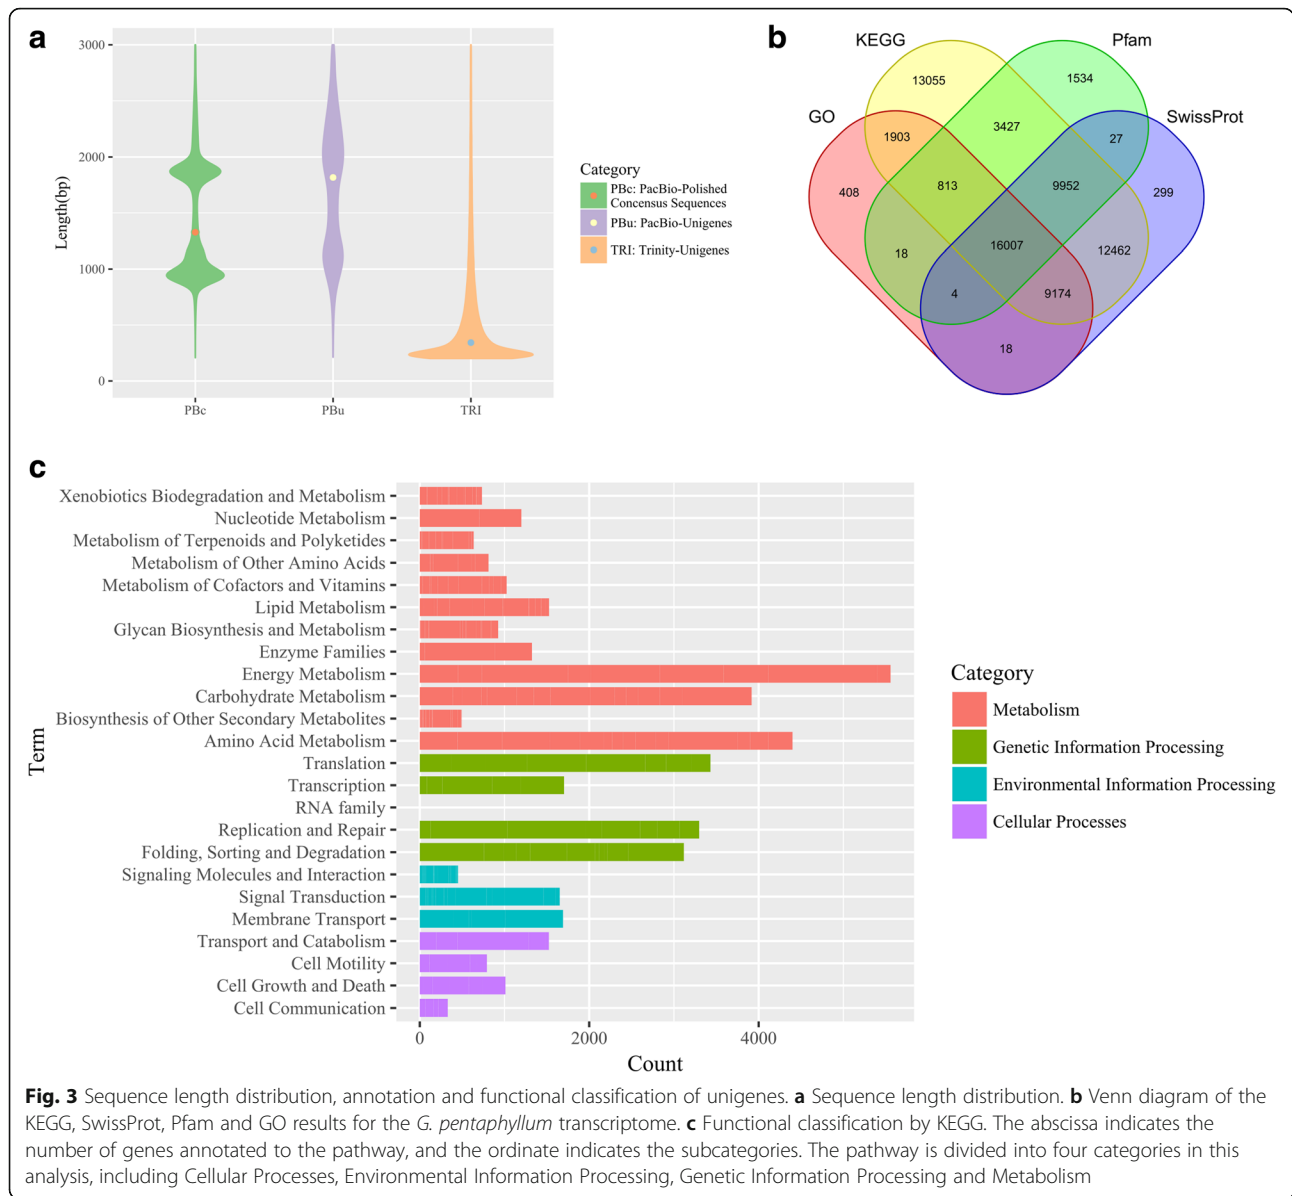 a
3000
2000
1000
0
Length(bp)
PBc
PBu
TRI
Category
PBc: PacBio-Polished
Concensus Sequences
PBu: PacBio-Unigenes
TRI: Trinity-Unigenes
b
KEGG
Pfam
GO
SwissProt
13055
1534
1903
3427
27
408
813
9952
299
18
16007
12462
4
9174
18
c
Term
Xenobiotics Biodegradation and Metabolism
Nucleotide Metabolism
Metabolism of Terpenoids and Polyketides
Metabolism of Other Amino Acids
Metabolism of Cofactors and Vitamins
Lipid Metabolism
Glycan Biosynthesis and Metabolism
Enzyme Families
Energy Metabolism
Carbohydrate Metabolism
Biosynthesis of Other Secondary Metabolites
Amino Acid Metabolism
Translation
Transcription
RNA family
Replication and Repair
Folding, Sorting and Degradation
Signaling Molecules and Interaction
Signal Transduction
Membrane Transport
Transport and Catabolism
Cell Motility
Cell Growth and Death
Cell Communication
0
2000
4000
Count
Category
Metabolism
Genetic Information Processing
Environmental Information Processing
Cellular Processes
Fig. 3 Sequence length distribution, annotation and functional classification of unigenes. a Sequence length distribution. b Venn diagram of the
KEGG, SwissProt, Pfam and GO results for the G. pentaphyllum transcriptome. c Functional classification by KEGG. The abscissa indicates the
number of genes annotated to the pathway, and the ordinate indicates the subcategories. The pathway is divided into four categories in this
analysis, including Cellular Processes, Environmental Information Processing, Genetic Information Processing and Metabolism